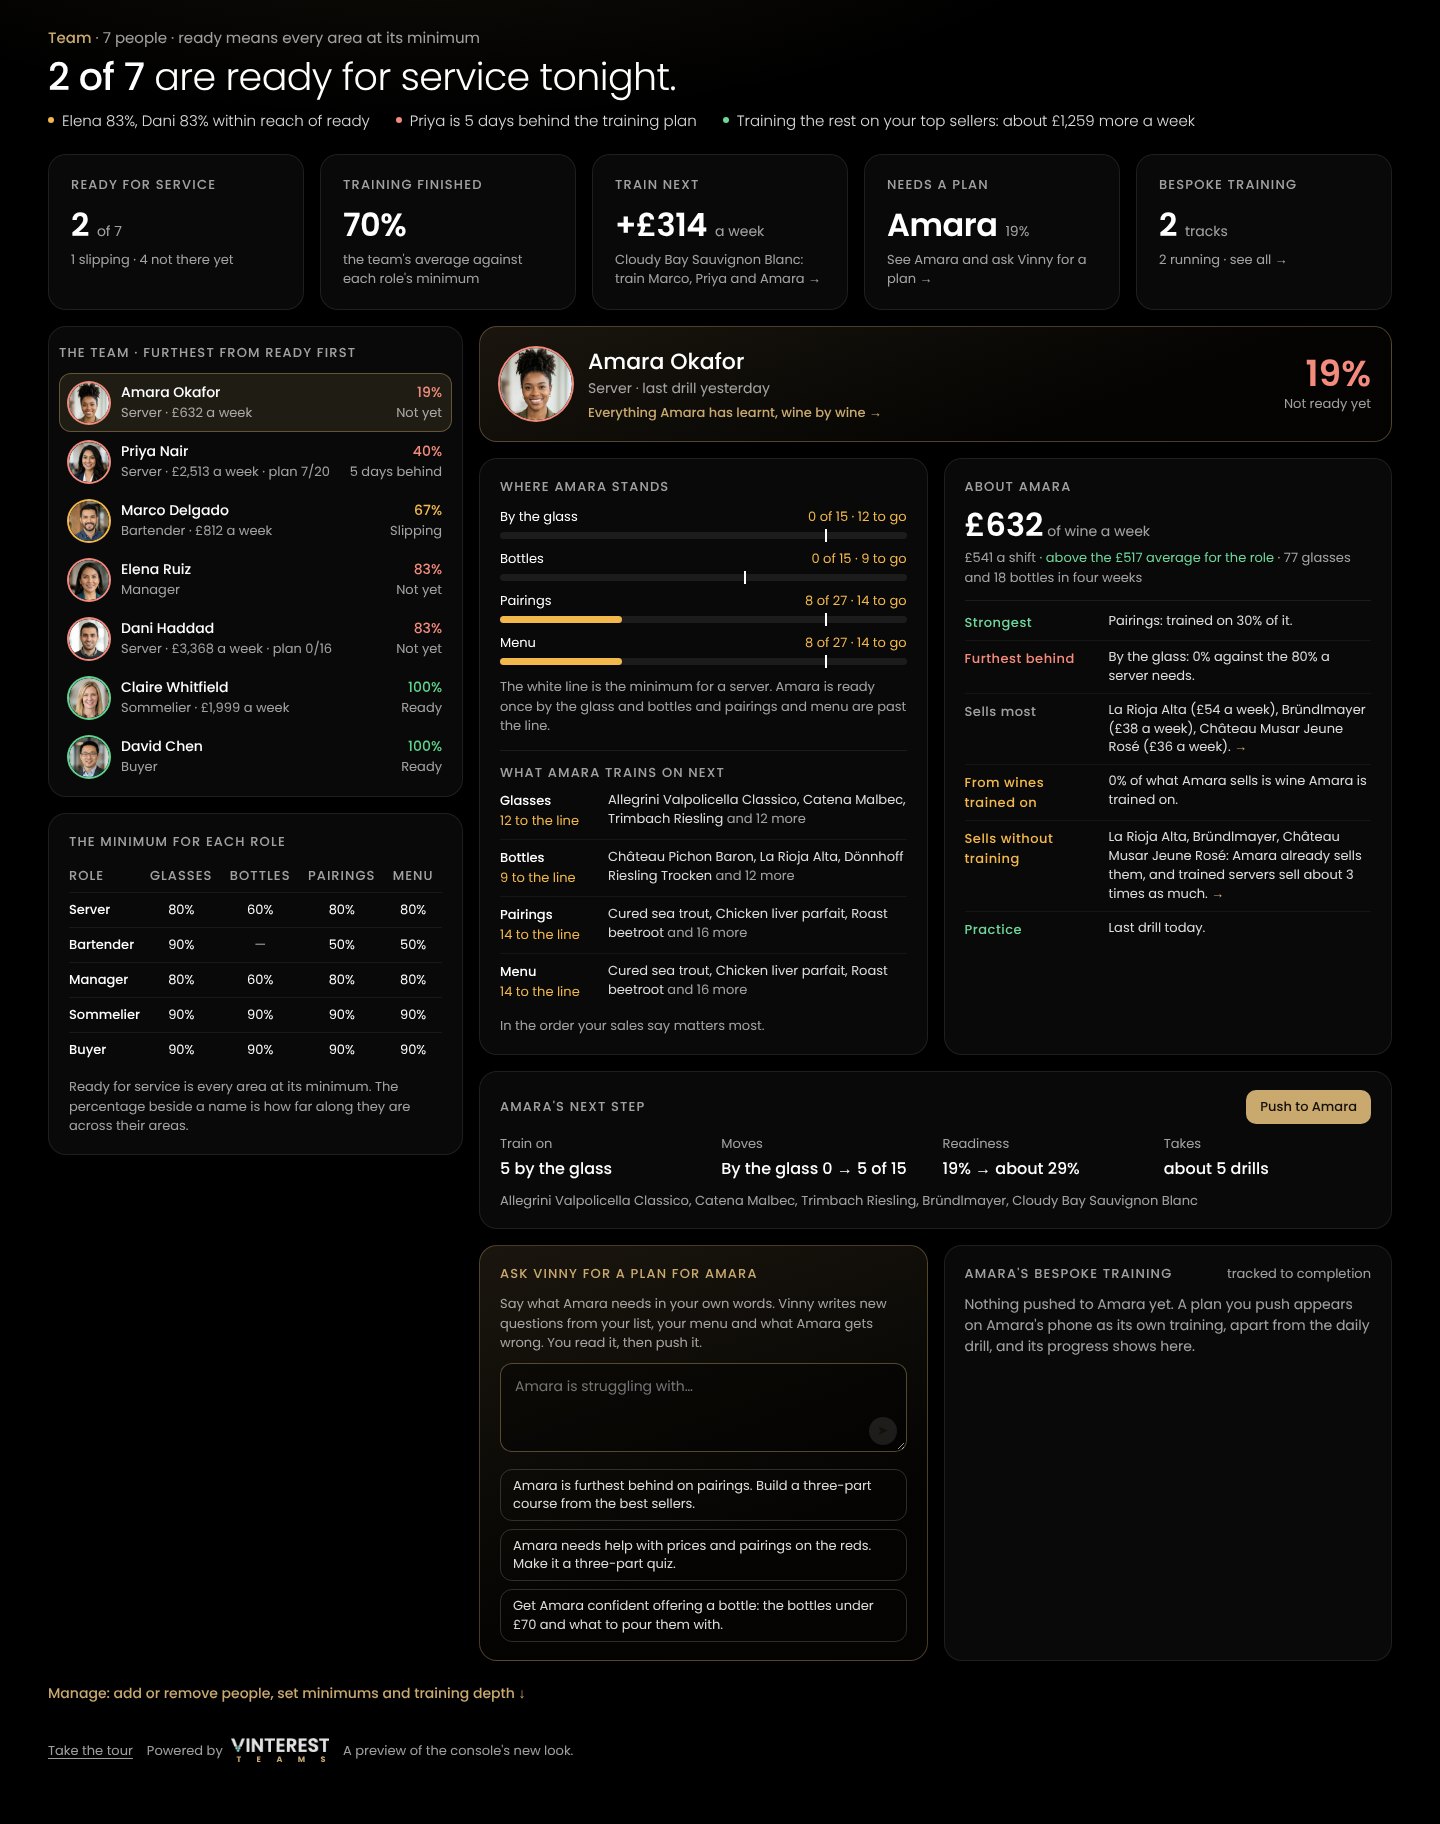 Team · 7 people · ready means every area at its minimum
2 of 7 are ready for service tonight.
Elena 83%, Dani 83% within reach of ready
Priya is 5 days behind the training plan
Training the rest on your top sellers: about £1,259 more a week
READY FOR SERVICE
2 of 7
1 slipping · 4 not there yet
TRAINING FINISHED
70%
the team's average against
each role's minimum
TRAIN NEXT
+£314 a week
Cloudy Bay Sauvignon Blanc:
train Marco, Priya and Amara →
NEEDS A PLAN
Amara 19%
See Amara and ask Vinny for a
plan →
BESPOKE TRAINING
2 tracks
2 running · see all →
THE TEAM · FURTHEST FROM READY FIRST
Amara Okafor 19%
Server · £632 a week Not yet
Priya Nair 40%
Server · £2,513 a week · plan 7/20 5 days behind
Marco Delgado 67%
Bartender · £812 a week Slipping
Elena Ruiz 83%
Manager Not yet
Dani Haddad 83%
Server · £3,368 a week · plan 0/16 Not yet
Claire Whitfield 100%
Sommelier · £1,999 a week Ready
David Chen 100%
Buyer Ready
THE MINIMUM FOR EACH ROLE
ROLE GLASSES BOTTLES PAIRINGS MENU
Server 80% 60% 80% 80%
Bartender 90% — 50% 50%
Manager 80% 60% 80% 80%
Sommelier 90% 90% 90% 90%
Buyer 90% 90% 90% 90%
Ready for service is every area at its minimum. The
percentage beside a name is how far along they are
across their areas.
Amara Okafor
Server · last drill yesterday
Everything Amara has learnt, wine by wine →
19%
Not ready yet
WHERE AMARA STANDS
By the glass 0 of 15 · 12 to go
Bottles 0 of 15 · 9 to go
Pairings 8 of 27 · 14 to go
Menu 8 of 27 · 14 to go
The white line is the minimum for a server. Amara is ready
once by the glass and bottles and pairings and menu are past
the line.
WHAT AMARA TRAINS ON NEXT
Glasses
12 to the line
Allegrini Valpolicella Classico, Catena Malbec,
Trimbach Riesling and 12 more
Bottles
9 to the line
Château Pichon Baron, La Rioja Alta, Dönnhoff
Riesling Trocken and 12 more
Pairings
14 to the line
Cured sea trout, Chicken liver parfait, Roast
beetroot and 16 more
Menu
14 to the line
Cured sea trout, Chicken liver parfait, Roast
beetroot and 16 more
In the order your sales say matters most.
ABOUT AMARA
£632 of wine a week
£541 a shift · above the £517 average for the role · 77 glasses
and 18 bottles in four weeks
Strongest
Pairings: trained on 30% of it.
Furthest behind
By the glass: 0% against the 80% a
server needs.
Sells most
La Rioja Alta (£54 a week), Bründlmayer
(£38 a week), Château Musar Jeune
Rosé (£36 a week). →
From wines
trained on
0% of what Amara sells is wine Amara is
trained on.
Sells without
training
La Rioja Alta, Bründlmayer, Château
Musar Jeune Rosé: Amara already sells
them, and trained servers sell about 3
times as much. →
Practice
Last drill today.
AMARA'S NEXT STEP
Push to Amara
Train on
5 by the glass
Moves
By the glass 0 → 5 of 15
Readiness
19% → about 29%
Takes
about 5 drills
Allegrini Valpolicella Classico, Catena Malbec, Trimbach Riesling, Bründlmayer, Cloudy Bay Sauvignon Blanc
ASK VINNY FOR A PLAN FOR AMARA
Say what Amara needs in your own words. Vinny writes new
questions from your list, your menu and what Amara gets
wrong. You read it, then push it.
Amara is struggling with…
Amara is furthest behind on pairings. Build a three-part
course from the best sellers.
Amara needs help with prices and pairings on the reds.
Make it a three-part quiz.
Get Amara confident offering a bottle: the bottles under
£70 and what to pour them with.
AMARA'S BESPOKE TRAINING tracked to completion
Nothing pushed to Amara yet. A plan you push appears
on Amara's phone as its own training, apart from the daily
drill, and its progress shows here.
Manage: add or remove people, set minimums and training depth ↓
Take the tour
Powered by
VINTEREST
TEAMS
A preview of the console's new look.